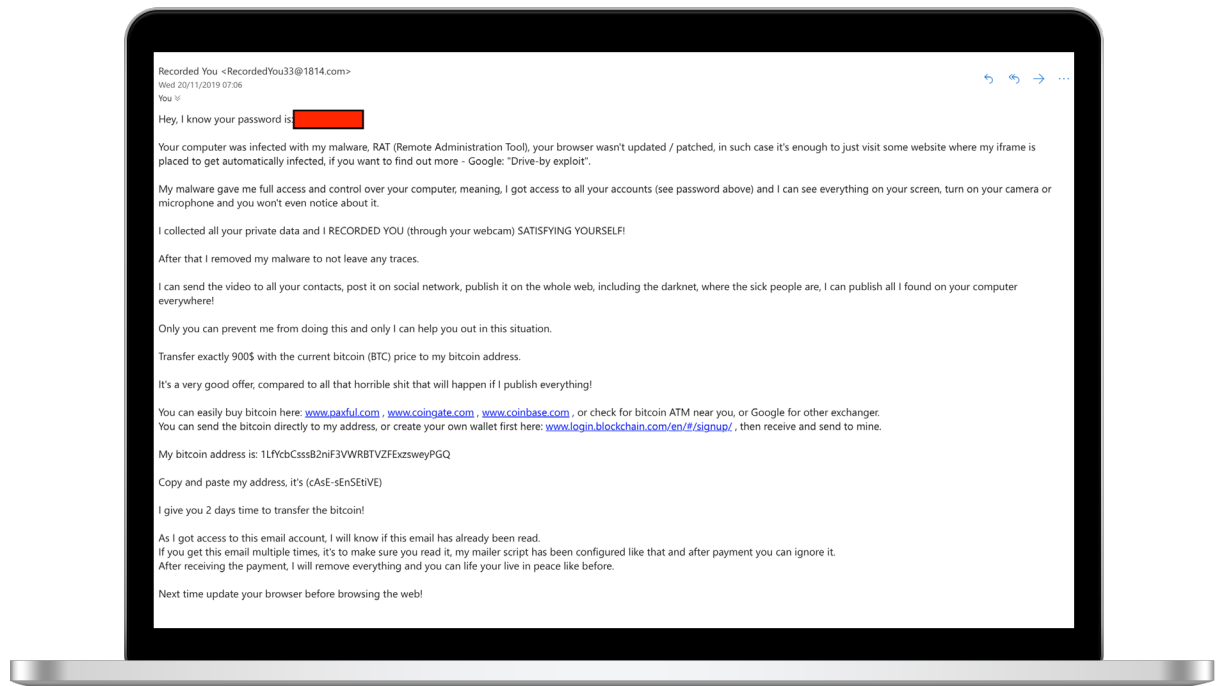 Recorded You <RecordedYou33@1814.com>
Wed 20/11/2019 07:06
You
Hey, I know your password is:
Your computer was infected with my malware, RAT (Remote Administration Tool), your browser wasn't updated / patched, in such case it's enough to just visit some website where my iframe is
placed to get automatically infected, if you want to find out more - Google: "Drive-by exploit".
My malware gave me full access and control over your computer, meaning, I got access to all your accounts (see password above) and I can see everything on your screen, turn on your camera or
microphone and you won't even notice about it.
I collected all your private data and I RECORDED YOU (through your webcam) SATISFYING YOURSELF!
After that I removed my malware to not leave any traces.
I can send the video to all your contacts, post it on social network, publish it on the whole web, including the darknet, where the sick people are, I can publish all I found on your computer
everywhere!
Only you can prevent me from doing this and only I can help you out in this situation.
Transfer exactly 900$ with the current bitcoin (BTC) price to my bitcoin address.
It's a very good offer, compared to all that horrible shit that will happen if I publish everything!
You can easily buy bitcoin here: www.paxful.com , www.coingate.com , www.coinbase.com , or check for bitcoin ATM near you, or Google for other exchanger.
You can send the bitcoin directly to my address, or create your own wallet first here: www.login.blockchain.com/en/#/signup/ , then receive and send to mine.
My bitcoin address is: 1LfYcbCsssB2niF3VWRBTVZFExzsweyPGQ
Copy and paste my address, it's (cAsE-sEnSEtiVE)
I give you 2 days time to transfer the bitcoin!
As I got access to this email account, I will know if this email has already been read.
If you get this email multiple times, it's to make sure you read it, my mailer script has been configured like that and after payment you can ignore it.
After receiving the payment, I will remove everything and you can life your live in peace like before.
Next time update your browser before browsing the web!